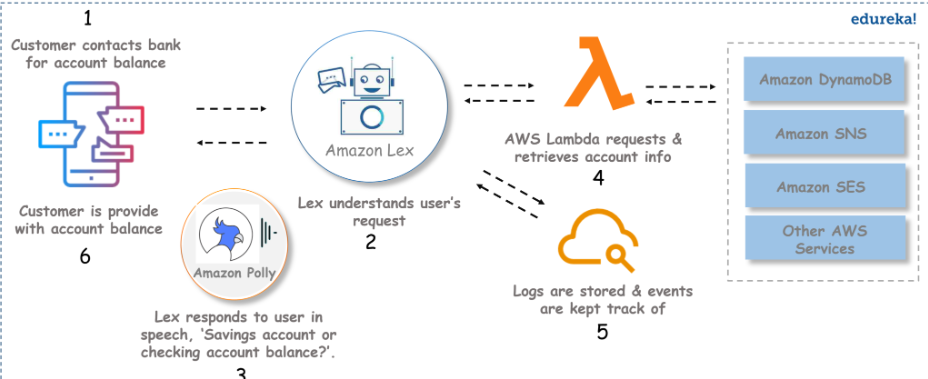 edureka!
1
Customer contacts bank
for account balance
Customer is provide
with account balance
6
Amazon Lex
Lex understands user's
request
2
Amazon Polly
Lex responds to user in
speech, 'Savings account or
checking account balance?'.
3
AWS Lambda requests &
retrieves account info
4
Logs are stored & events
are kept track of
5
Amazon DynamoDB
Amazon SNS
Amazon SES
Other AWS
Services